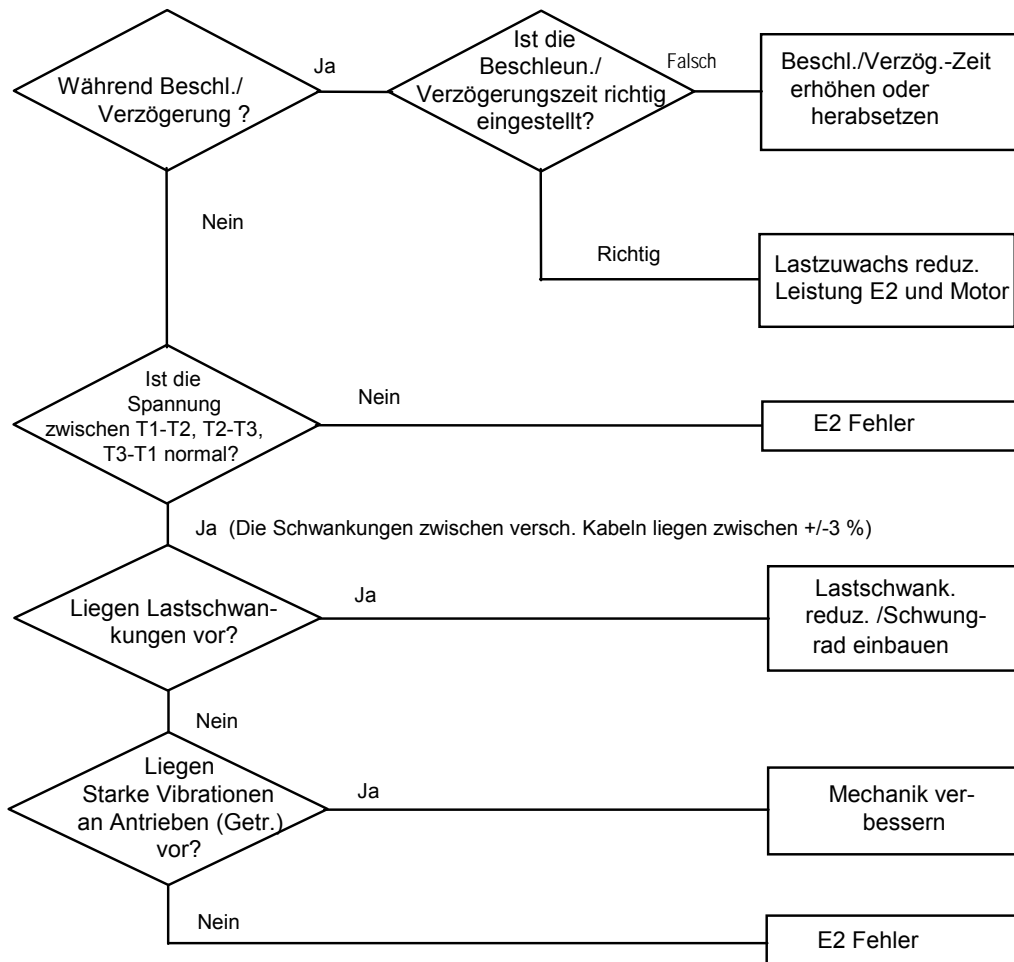 Während Beschl./
Verzögerung ?
Ja
Ist die
Beschleun./
Verzögerungszeit richtig
eingestellt?
Falsch
Beschl./Verzög.-Zeit
erhöhen oder
herabsetzen
Nein
Richtig
Lastzuwachs reduz.
Leistung E2 und Motor
Ist die
Spannung
zwischen T1-T2, T2-T3,
T3-T1 normal?
Nein
E2 Fehler
Ja (Die Schwankungen zwischen versch. Kabeln liegen zwischen +/-3 %)
Liegen Lastschwan-
kungen vor?
Ja
Lastschwank.
reduz. /Schwung-
rad einbauen
Nein
Liegen
Starke Vibrationen
an Antrieben (Getr.)
vor?
Ja
Mechanik ver-
bessern
Nein
E2 Fehler